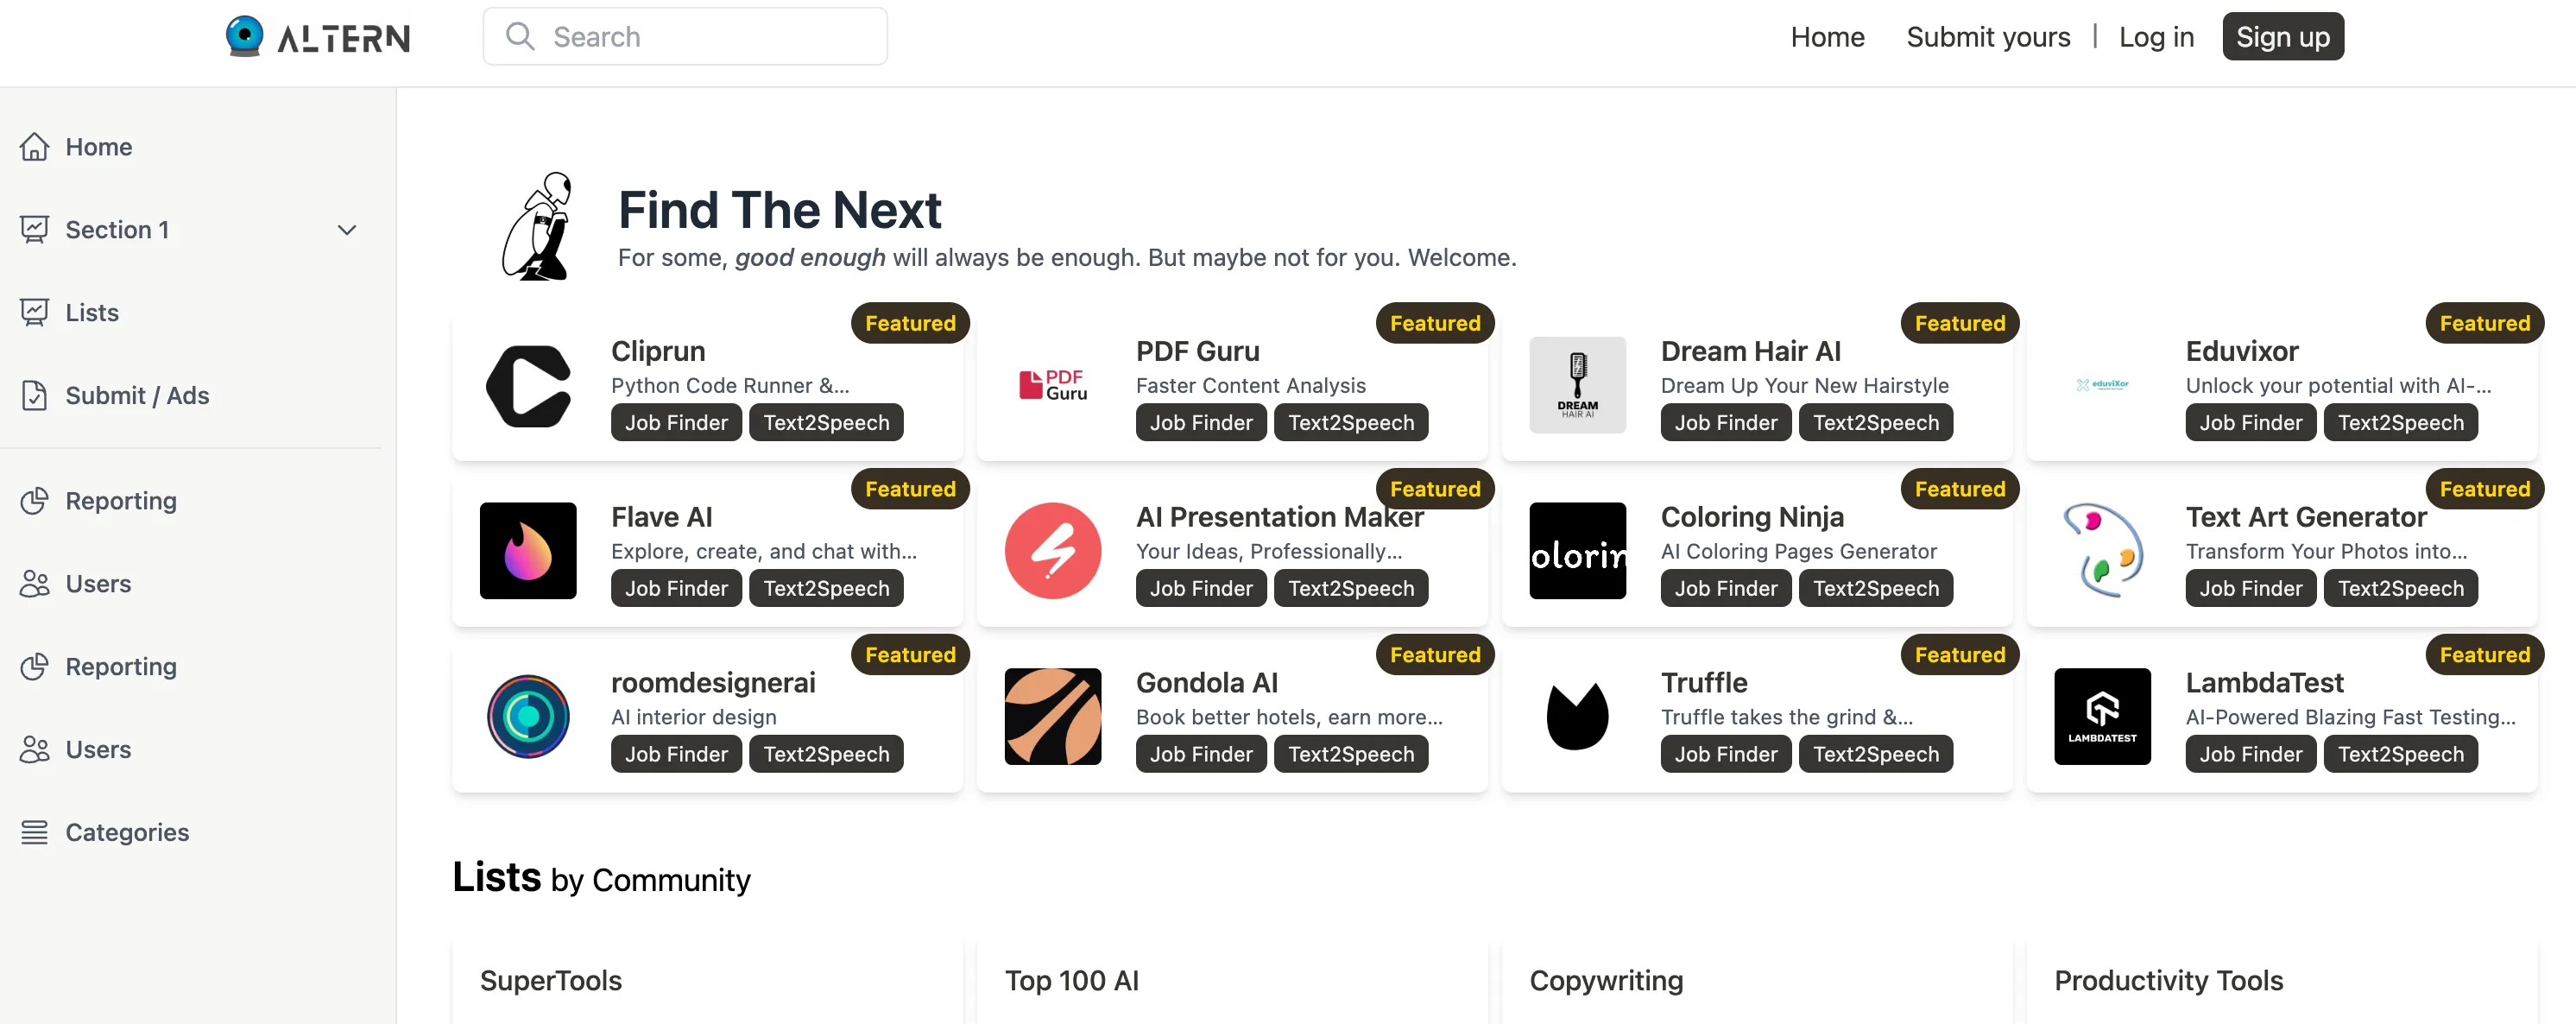 ALTERN
Search
Home
Submit yours
|
Log in
Sign up
Home
Section 1
Lists
Submit / Ads
Reporting
Users
Reporting
Users
Categories
Find The Next
For some, good enough will always be enough. But maybe not for you. Welcome.
Featured
Cliprun
Python Code Runner &...
Job Finder
Text2Speech
Featured
PDF
Guru
PDF Guru
Faster Content Analysis
Job Finder
Text2Speech
Featured
DREAM
HAIR AI
Dream Hair AI
Dream Up Your New Hairstyle
Job Finder
Text2Speech
Featured
eduviXor
Eduvixor
Unlock your potential with AI-...
Job Finder
Text2Speech
Featured
Flave AI
Explore, create, and chat with...
Job Finder
Text2Speech
Featured
AI Presentation Maker
Your Ideas, Professionally...
Job Finder
Text2Speech
Featured
olorin
Coloring Ninja
AI Coloring Pages Generator
Job Finder
Text2Speech
Featured
Text Art Generator
Transform Your Photos into...
Job Finder
Text2Speech
Featured
roomdesignerai
AI interior design
Job Finder
Text2Speech
Featured
Gondola AI
Book better hotels, earn more...
Job Finder
Text2Speech
Featured
Truffle
Truffle takes the grind &...
Job Finder
Text2Speech
Featured
LAMBDATEST
LambdaTest
AI-Powered Blazing Fast Testing...
Job Finder
Text2Speech
Lists by Community
SuperTools
Top 100 AI
Copywriting
Productivity Tools